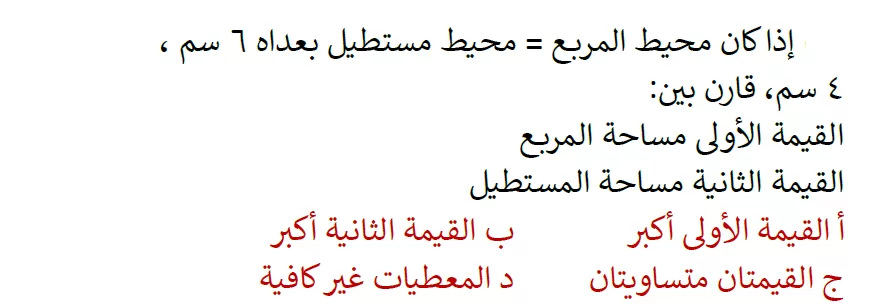 إذا كان محيط المربع = محيط مستطيل بعداه ٦ سم ،
٤ سم، قارن بين:
القيمة الأولى مساحة المربع
القيمة الثانية مساحة المستطيل
أ القيمة الأولى أكبر ب القيمة الثانية أكبر
ج القيمتان متساويتان د المعطيات غير كافية